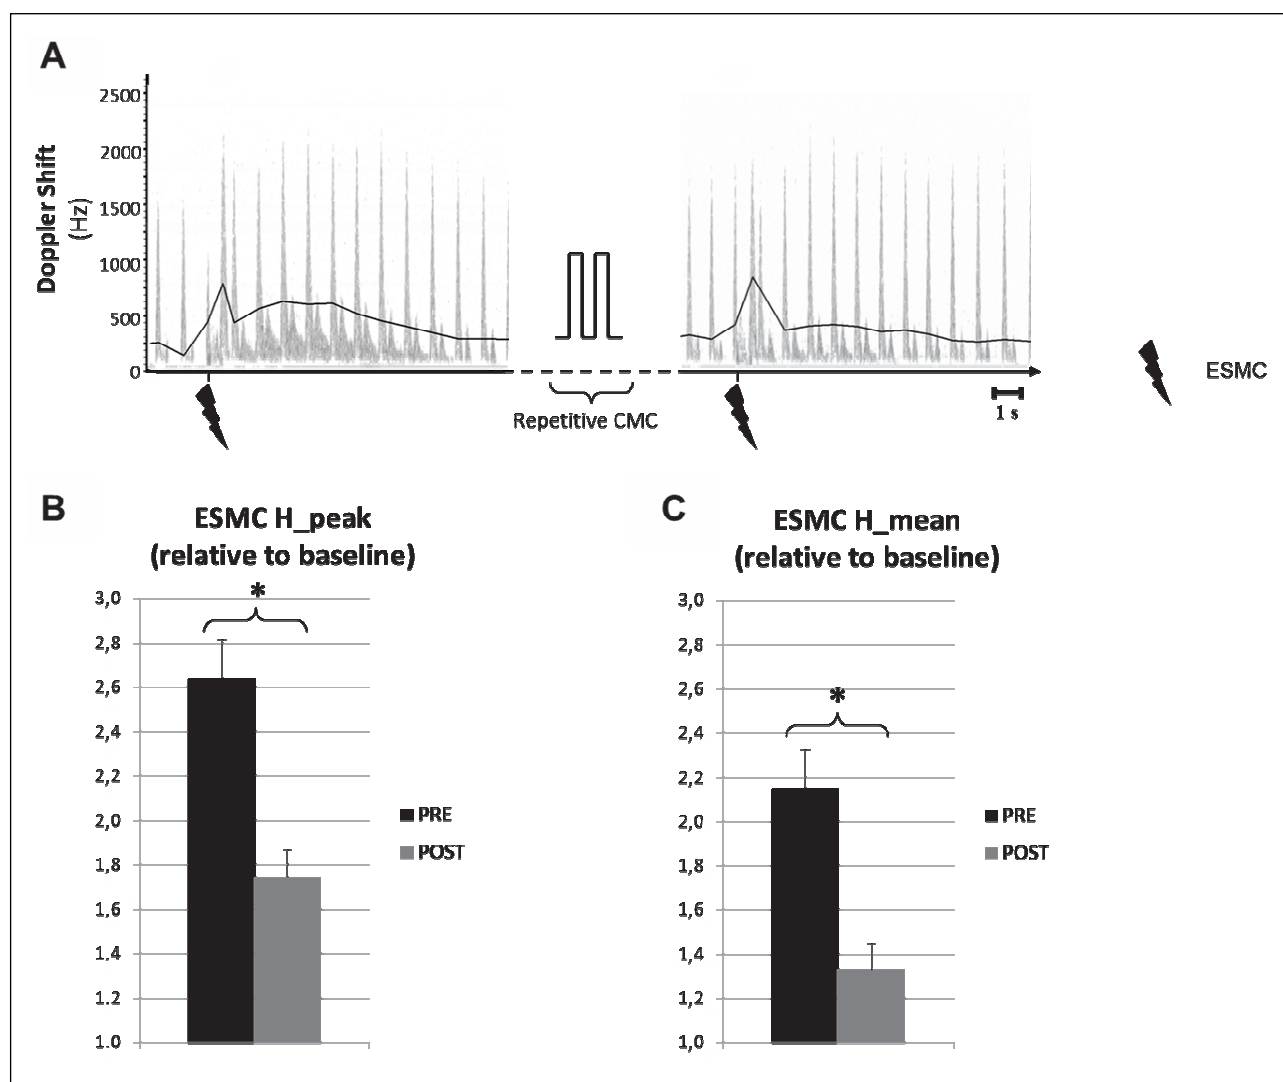 A
Doppler Shift
(Hz)
2500
2000
1500
1000
500
0
Repetitive CMC
1 s
ESMC
B
ESMC H_peak
(relative to baseline)
*
3,0
2,8
2,6
2,4
2,2
2,0
1,8
1,6
1,4
1.2
1.0
PRE
POST
C
ESMC H_mean
(relative to baseline)
*
3,0
2,8
2,6
2,4
2,2
2,0
1,8
1,6
1,4
1,2
1,0
PRE
POST